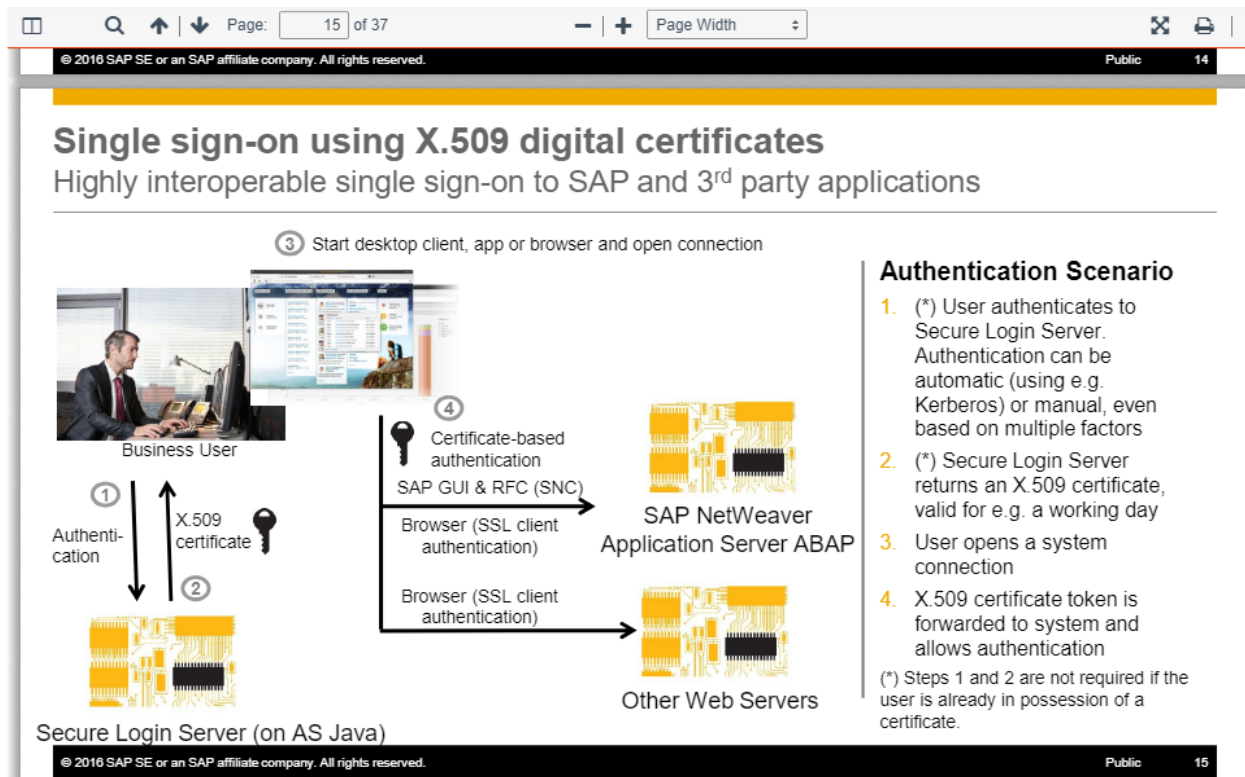 Page: 15 of 37 Page Width
© 2016 SAP SE or an SAP affiliate company. All rights reserved. Public 14
Single sign-on using X.509 digital certificates
Highly interoperable single sign-on to SAP and 3rd party applications
3 Start desktop client, app or browser and open connection
Business User
1
Authenti-
cation
X.509
certificate
2
Secure Login Server (on AS Java)
4
Certificate-based
authentication
SAP GUI & RFC (SNC)
Browser (SSL client
authentication)
SAP NetWeaver
Application Server ABAP
Browser (SSL client
authentication)
Other Web Servers
Authentication Scenario
1. (*) User authenticates to
Secure Login Server.
Authentication can be
automatic (using e.g.
Kerberos) or manual, even
based on multiple factors
2. (*) Secure Login Server
returns an X.509 certificate,
valid for e.g. a working day
3. User opens a system
connection
4. X.509 certificate token is
forwarded to system and
allows authentication
(*) Steps 1 and 2 are not required if the
user is already in possession of a
certificate.
© 2016 SAP SE or an SAP affiliate company. All rights reserved. Public 15